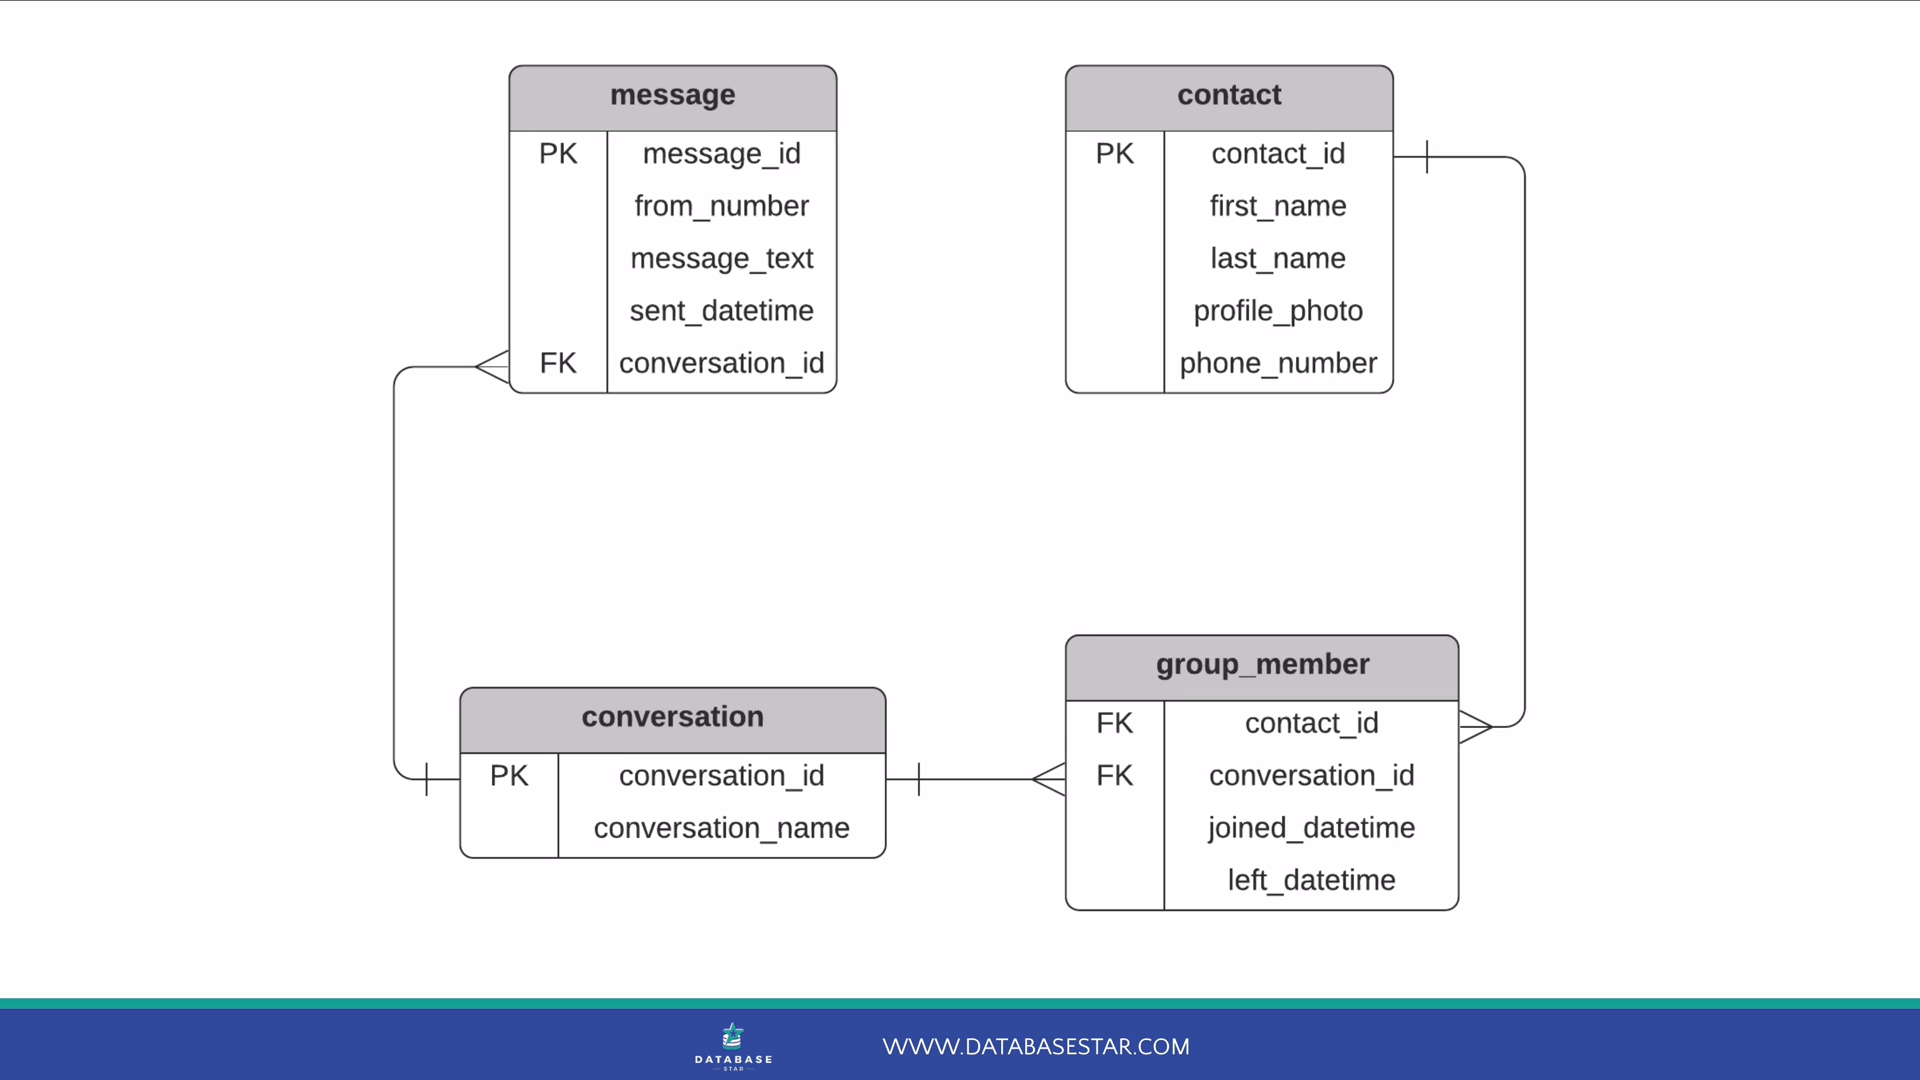 message
PK message_id
from_number
message_text
sent_datetime
FK conversation_id
contact
PK contact_id
first_name
last_name
profile_photo
phone_number
conversation
PK conversation_id
conversation_name
group_member
FK contact_id
FK conversation_id
joined_datetime
left_datetime
DATABASE
STAR
WWW.DATABASESTAR.COM